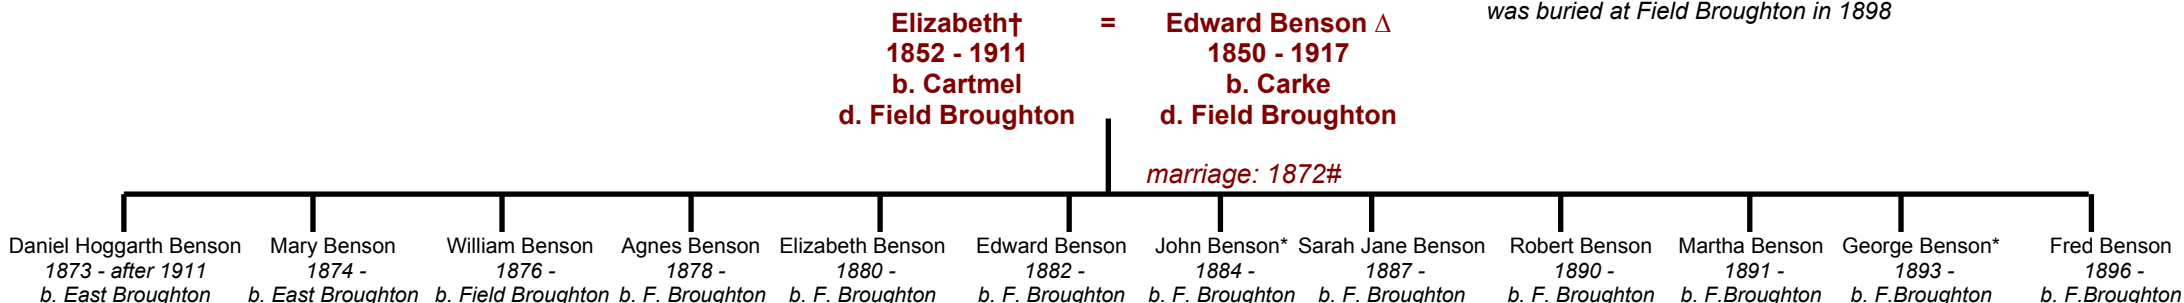 was buried at Field Broughton in 1898
Elizabeth† = Edward Benson Δ
1852 - 1911 1850 - 1917
b. Cartmel b. Carke
d. Field Broughton d. Field Broughton
marriage: 1872#
Daniel Hoggarth Benson Mary Benson William Benson Agnes Benson Elizabeth Benson Edward Benson John Benson* Sarah Jane Benson Robert Benson Martha Benson George Benson* Fred Benson
1873 - after 1911 1874 - 1876 - 1878 - 1880 - 1882 - 1884 - 1887 - 1890 - 1891 - 1893 - 1896 -
b. East Broughton b. East Broughton b. Field Broughton b. F. Broughton b. F. Broughton b. F. Broughton b. F. Broughton b. F. Broughton b. F. Broughton b. F.Broughton b. F.Broughton b. F.Broughton